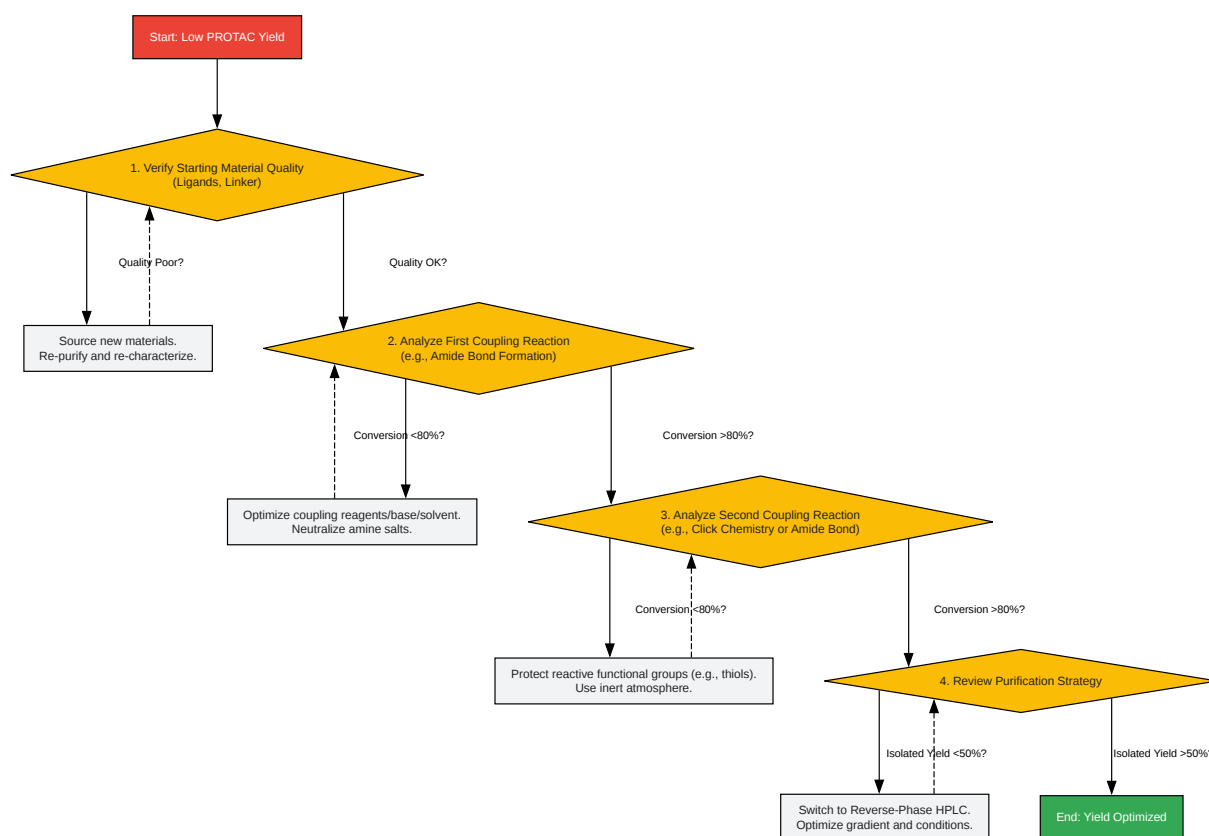 Start: Low PROTAC Yield
1. Verify Starting Material Quality
(Ligands, Linker)
Quality Poor?
Quality OK?
Source new materials.
Re-purify and re-characterize.
2. Analyze First Coupling Reaction
(e.g., Amide Bond Formation)
Conversion <80%?
Conversion >80%?
Optimize coupling reagents/base/solvent.
Neutralize amine salts.
3. Analyze Second Coupling Reaction
(e.g., Click Chemistry or Amide Bond)
Conversion <80%?
Conversion >80%?
Protect reactive functional groups (e.g., thiols).
Use inert atmosphere.
4. Review Purification Strategy
Isolated Yield <50%?
Isolated Yield >50%?
Switch to Reverse-Phase HPLC.
Optimize gradient and conditions.
End: Yield Optimized